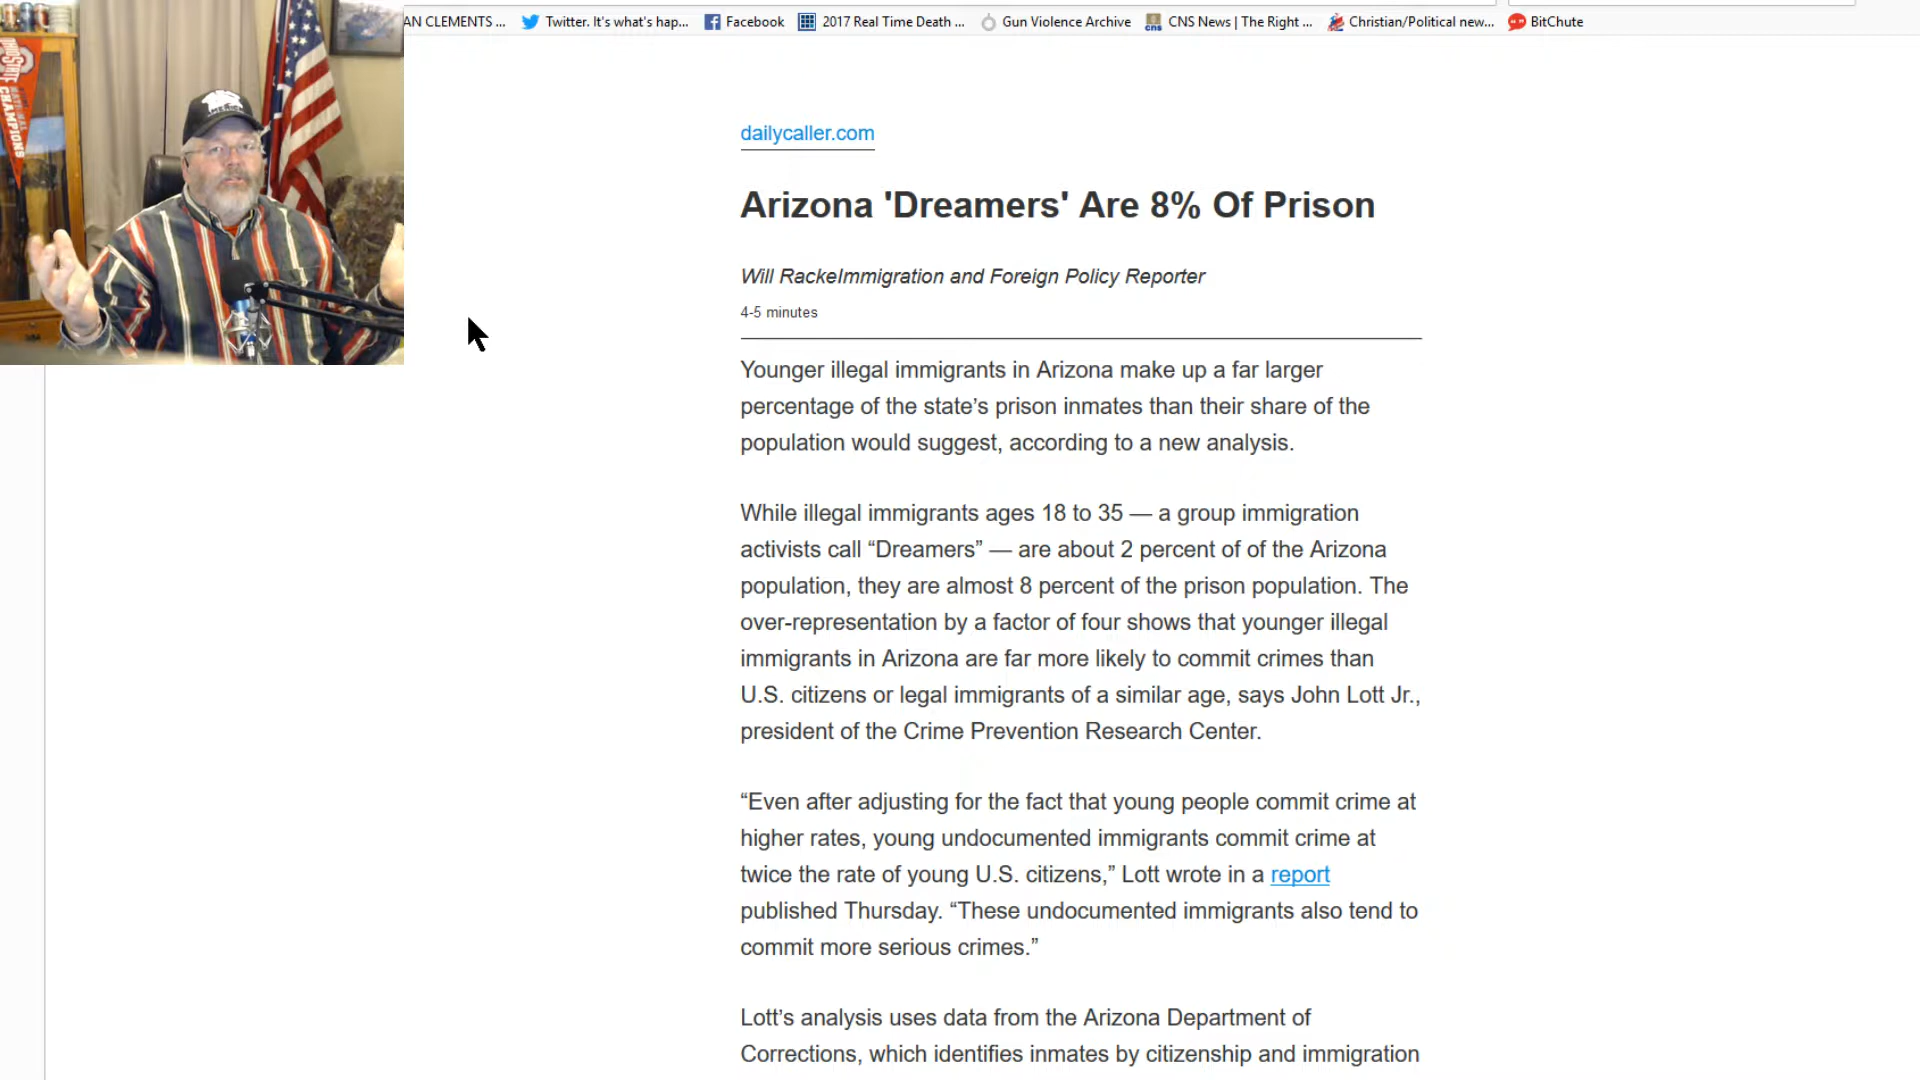 AN CLEMENTS ... Twitter. It's what's hap... Facebook 2017 Real Time Death ... Gun Violence Archive CNS News | The Right ... Christian/Political new... BitChute
STATE
CHAMPIONS
dailycaller.com
Arizona 'Dreamers' Are 8% Of Prison
Will RackeImmigration and Foreign Policy Reporter
4-5 minutes
Younger illegal immigrants in Arizona make up a far larger
percentage of the state’s prison inmates than their share of the
population would suggest, according to a new analysis.
While illegal immigrants ages 18 to 35 — a group immigration
activists call “Dreamers” — are about 2 percent of of the Arizona
population, they are almost 8 percent of the prison population. The
over-representation by a factor of four shows that younger illegal
immigrants in Arizona are far more likely to commit crimes than
U.S. citizens or legal immigrants of a similar age, says John Lott Jr.,
president of the Crime Prevention Research Center.
“Even after adjusting for the fact that young people commit crime at
higher rates, young undocumented immigrants commit crime at
twice the rate of young U.S. citizens,” Lott wrote in a report
published Thursday. “These undocumented immigrants also tend to
commit more serious crimes.”
Lott’s analysis uses data from the Arizona Department of
Corrections, which identifies inmates by citizenship and immigration